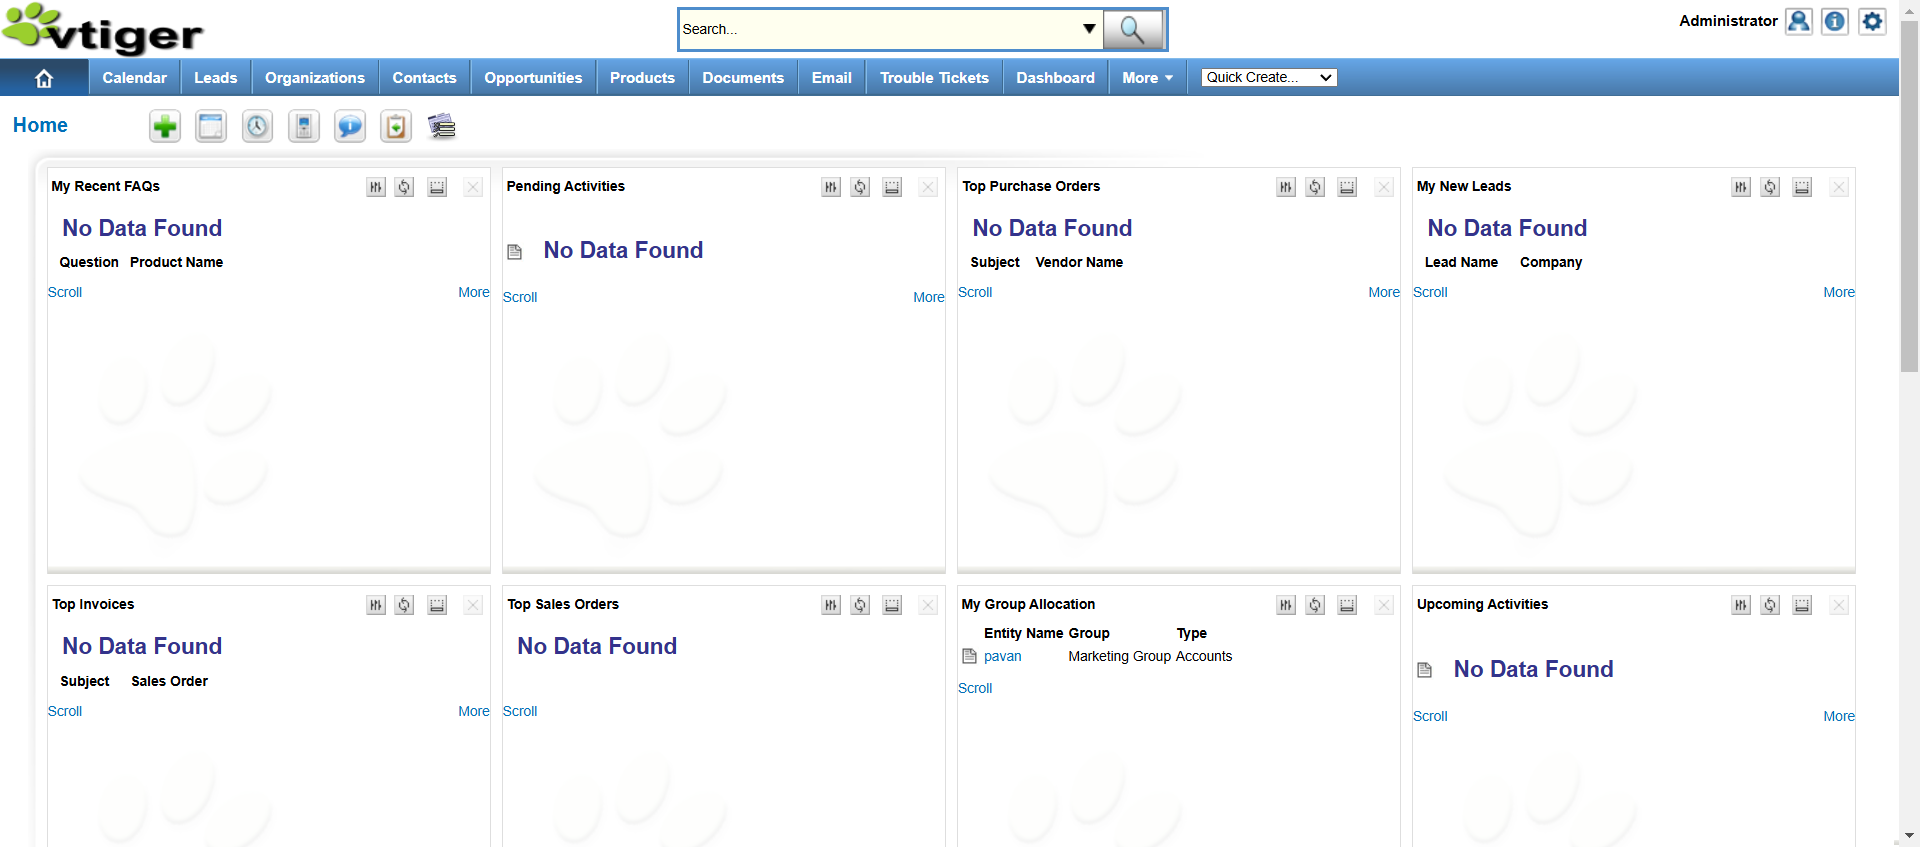 vtiger
Search...
Administrator
Calendar Leads Organizations Contacts Opportunities Products Documents Email Trouble Tickets Dashboard More Quick Create...
Home
My Recent FAQs
No Data Found
Question Product Name
Scroll More
Pending Activities
No Data Found
Scroll More
Top Purchase Orders
No Data Found
Subject Vendor Name
Scroll More
My New Leads
No Data Found
Lead Name Company
Scroll More
Top Invoices
No Data Found
Subject Sales Order
Scroll More
Top Sales Orders
No Data Found
Scroll
My Group Allocation
Entity Name Group Type
pavan Marketing Group Accounts
Scroll
Upcoming Activities
No Data Found
Scroll More